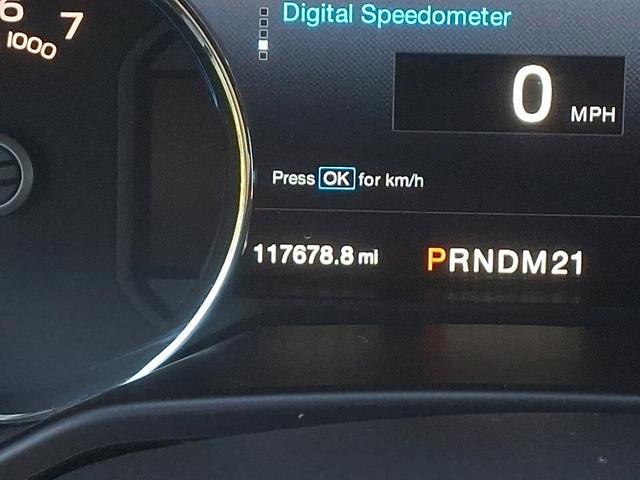 Digital Speedometer
6 7
1000
0 MPH
Press OK for km/h
117678.8 mi PRNDM21